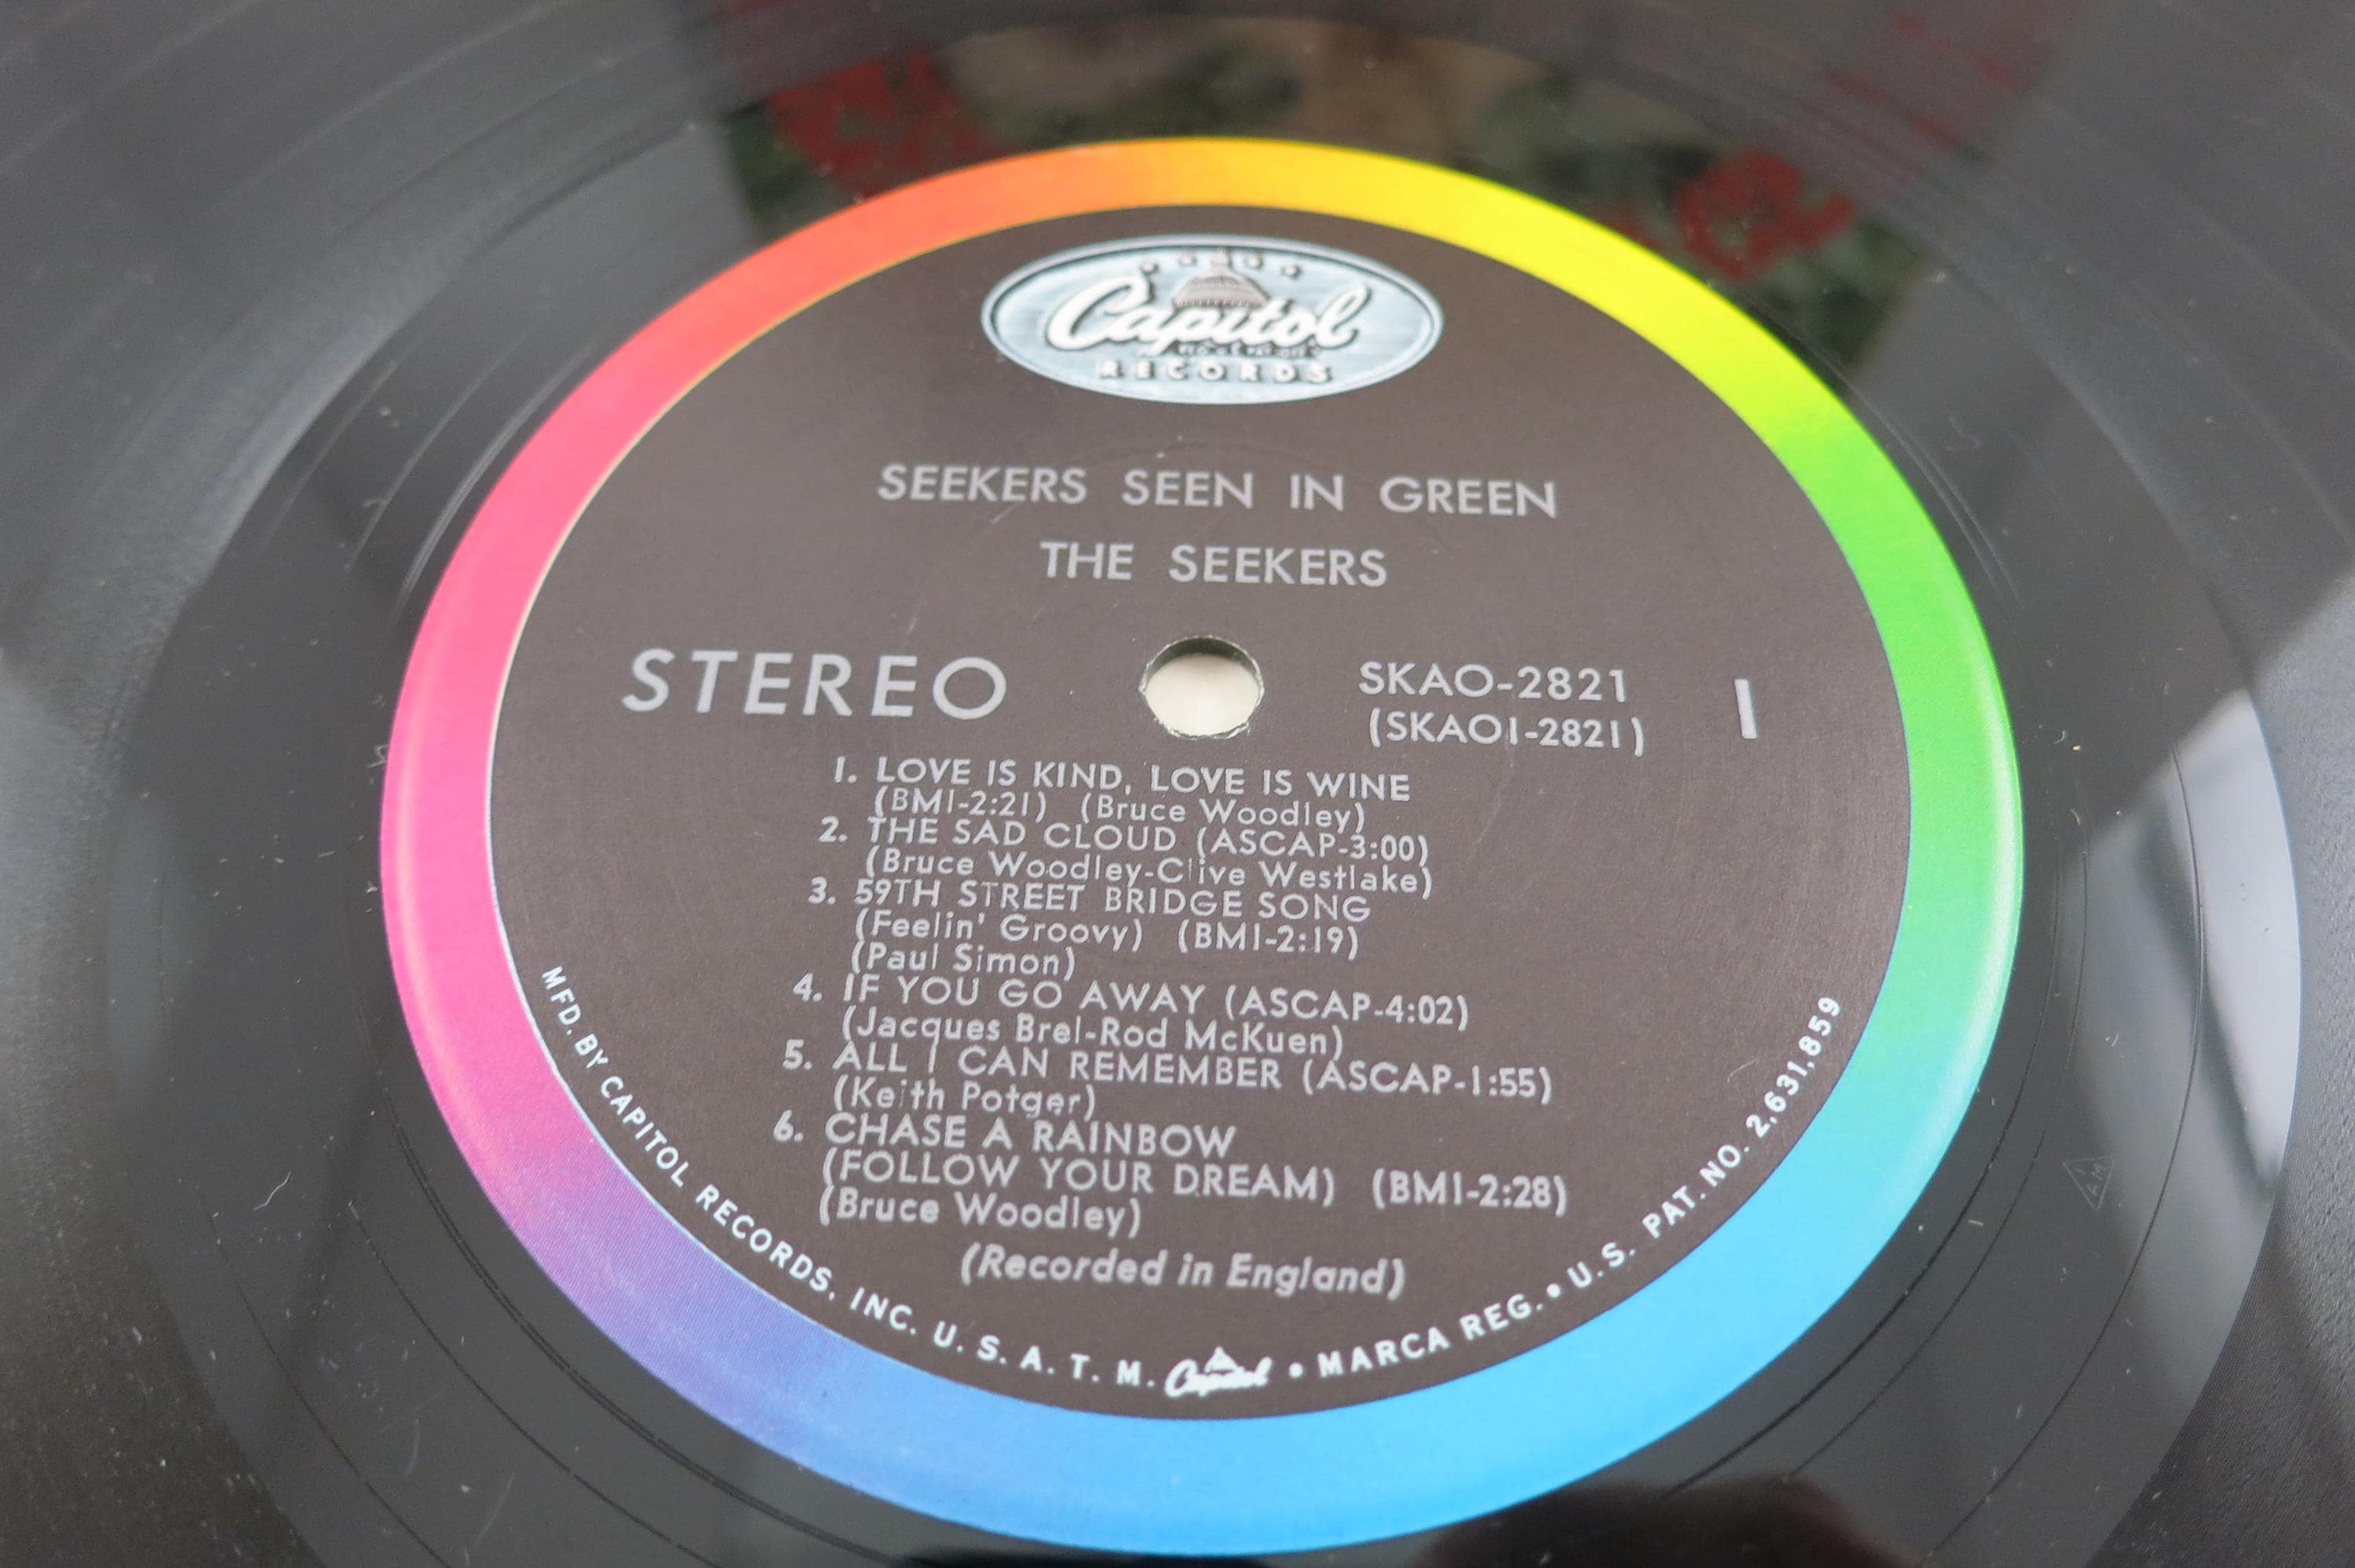 Capitol
RECORDS
SEEKERS SEEN IN GREEN
THE SEEKERS
STEREO
SKAO-2821
(SKAO1-2821)
1
1. LOVE IS KIND, LOVE IS WINE
(BMI-2:21) (Bruce Woodley)
2. THE SAD CLOUD (ASCAP-3:00)
(Bruce Woodley-Clive Westlake)
3. 59TH STREET BRIDGE SONG
(Feelin' Groovy) (BMI-2:19)
(Paul Simon)
4. IF YOU GO AWAY (ASCAP-4:02)
(Jacques Brel-Rod McKuen)
5. ALL I CAN REMEMBER (ASCAP-1:55)
(Keith Potger)
6. CHASE A RAINBOW
(FOLLOW YOUR DREAM) (BMI-2:28)
(Bruce Woodley)
(Recorded in England)
MFD. BY CAPITOL RECORDS, INC. U. S. A. T. M. Capitol • MARCA REG. • U.S. PAT. NO. 2,631,859